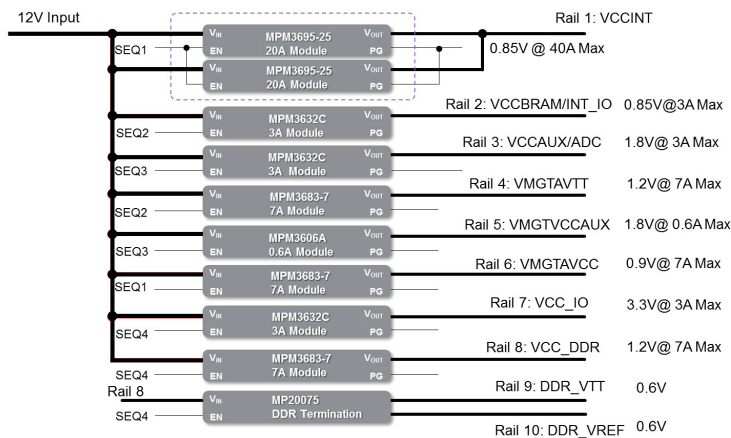 12V Input
Rail 1: VCCINT
VIN MPM3695-25 VOUT
SEQ1 EN 20A Module PG
0.85V @ 40A Max
VIN MPM3695-25 VOUT
EN 20A Module PG
Rail 2: VCCBRAM/INT_IO 0.85V@3A Max
VIN MPM3632C VOUT
SEQ2 EN 3A Module PG
Rail 3: VCCAUX/ADC 1.8V@ 3A Max
VIN MPM3632C VOUT
SEQ3 EN 3A Module PG
Rail 4: VMGTAVTT 1.2V@ 7A Max
VIN MPM3683-7 VOUT
SEQ2 EN 7A Module PG
Rail 5: VMGTVCCAUX 1.8V@ 0.6A Max
VIN MPM3606A VOUT
SEQ3 EN 0.6A Module PG
Rail 6: VMGTAVCC 0.9V@ 7A Max
VIN MPM3683-7 VOUT
SEQ1 EN 7A Module PG
Rail 7: VCC_IO 3.3V@ 3A Max
VIN MPM3632C VOUT
SEQ4 EN 3A Module PG
Rail 8: VCC_DDR 1.2V@ 7A Max
VIN MPM3683-7 VOUT
SEQ4 EN 7A Module PG
Rail 8
Rail 9: DDR_VTT 0.6V
VIN MP20075
SEQ4 EN DDR Termination
Rail 10: DDR_VREF 0.6V